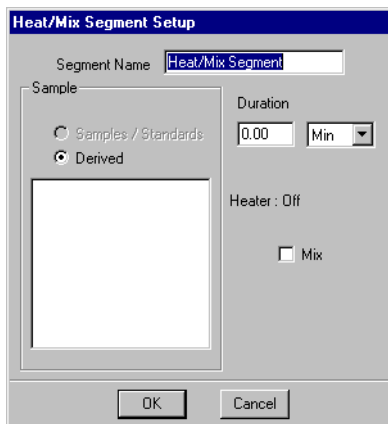 Heat/Mix Segment Setup
Segment Name Heat/Mix Segment
Sample
Samples / Standards
Derived
Duration
0.00 Min
Heater : Off
Mix
OK Cancel